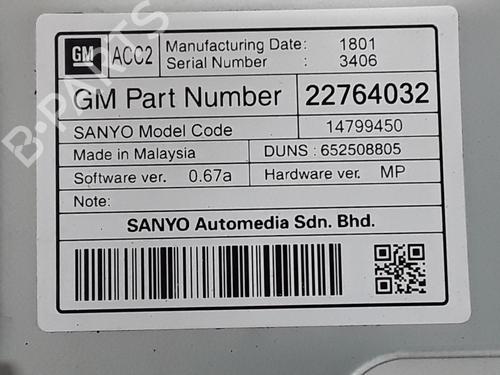 GM ACC2 Manufacturing Date: 1801
Serial Number : 3406
GM Part Number 22764032
SANYO Model Code 14799450
Made in Malaysia DUNS : 652508805
Software ver. 0.67a Hardware ver. MP
Note:
SANYO Automedia Sdn. Bhd.
B-PARTS